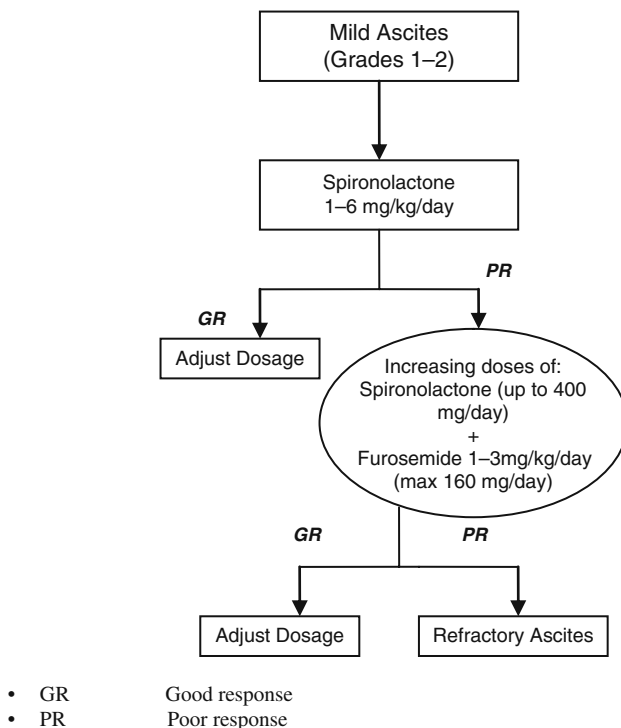 Mild Ascites
(Grades 1–2)
Spironolactone
1–6 mg/kg/day
PR
GR
Adjust Dosage
Increasing doses of:
Spironolactone (up to 400
mg/day)
+
Furosemide 1–3mg/kg/day
(max 160 mg/day)
GR PR
Adjust Dosage Refractory Ascites
• GR Good response
• PR Poor response